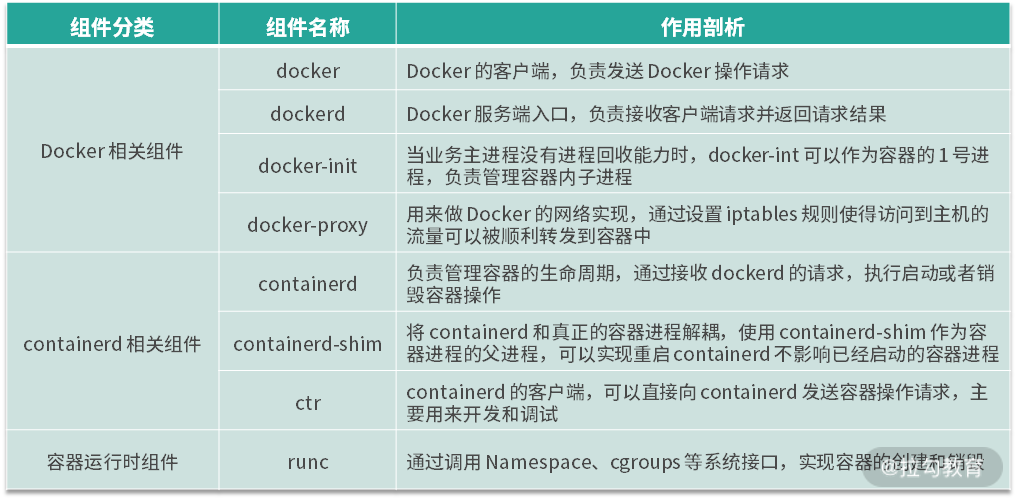 组件分类 组件名称 作用剖析
Docker 相关组件
docker Docker 的客户端，负责发送 Docker 操作请求
dockerd Docker 服务端入口，负责接收客户端请求并返回请求结果
docker-init 当业务主进程没有进程回收能力时，docker-int 可以作为容器的 1 号进
程，负责管理容器内子进程
docker-proxy 用来做 Docker 的网络实现，通过设置 iptables 规则使得访问到主机的
流量可以被顺利转发到容器中
containerd 相关组件
containerd 负责管理容器的生命周期，通过接收 dockerd 的请求，执行启动或者销
毁容器操作
containerd-shim 将 containerd 和真正的容器进程解耦，使用 containerd-shim 作为容
器进程的父进程，可以实现重启 containerd 不影响已经启动的容器进程
ctr containerd 的客户端，可以直接向 containerd 发送容器操作请求，主
要用来开发和调试
容器运行时组件 runc 通过调用 Namespace、cgroups 等系统接口，实现容器的创建和销毁
@拉勾教育